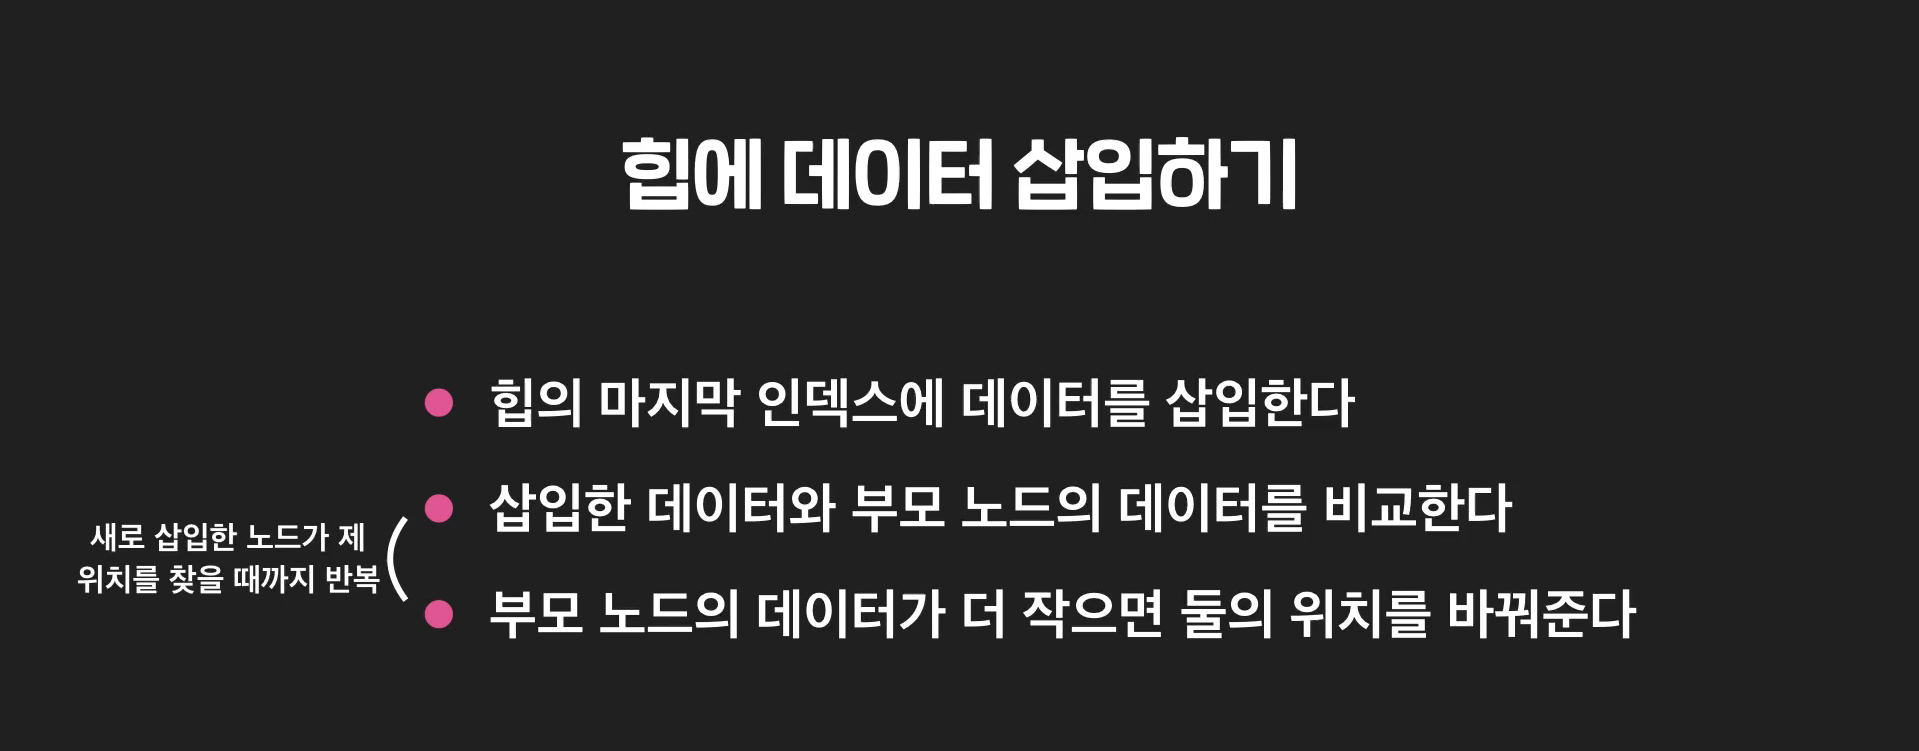 힙에 데이터 삽입하기
힙의 마지막 인덱스에 데이터를 삽입한다
삽입한 데이터와 부모 노드의 데이터를 비교한다
새로 삽입한 노드가 제
위치를 찾을 때까지 반복
부모 노드의 데이터가 더 작으면 둘의 위치를 바꿔준다